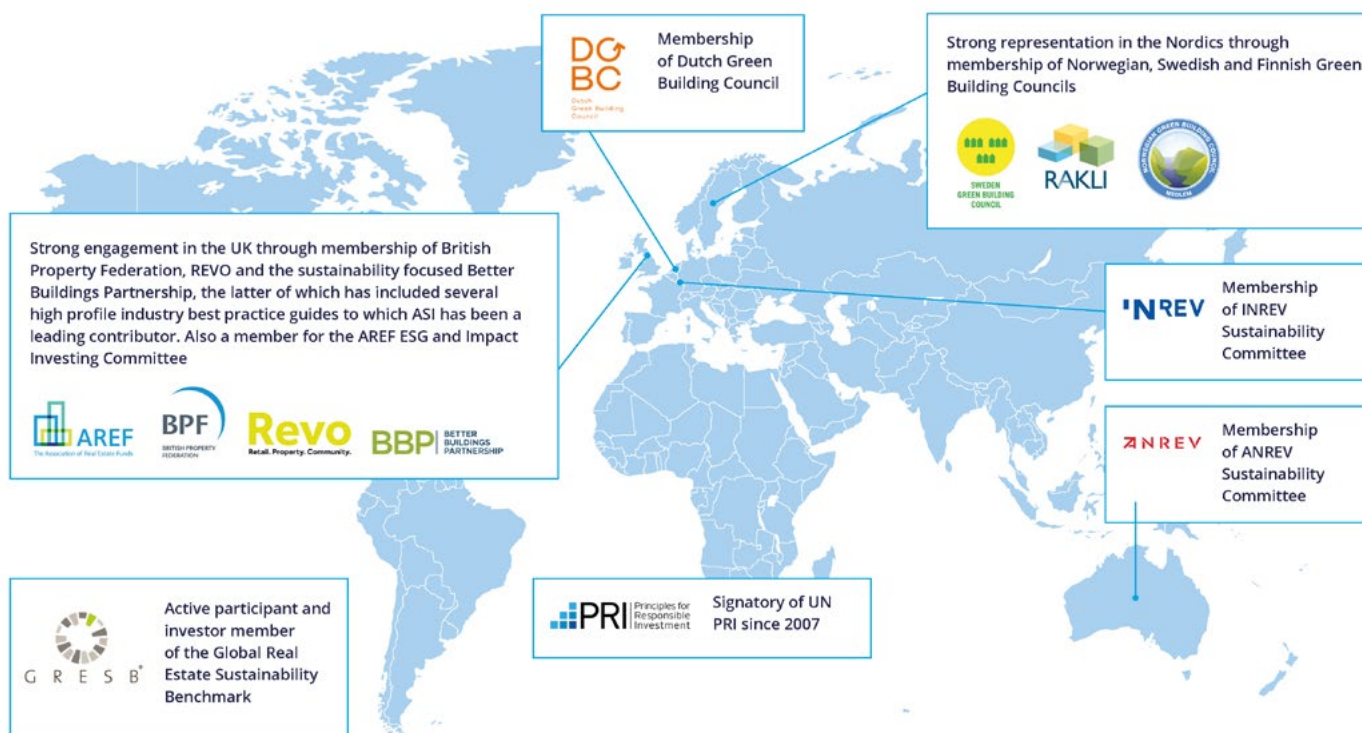 DG
BC
Dutch
Green Building
Council
Membership
of Dutch Green
Building Council
Strong representation in the Nordics through
membership of Norwegian, Swedish and Finnish Green
Building Councils
SWEDEN
GREEN BUILDING
COUNCIL
RAKLI
NORWEGIAN GREEN BUILDING COUNCIL
MEDLEM
Strong engagement in the UK through membership of British
Property Federation, REVO and the sustainability focused Better
Buildings Partnership, the latter of which has included several
high profile industry best practice guides to which ASI has been a
leading contributor. Also a member for the AREF ESG and Impact
Investing Committee
AREF
The Association of Real Estate Funds
BPF
BRITISH PROPERTY
FEDERATION
Revo
Retail. Property. Community.
BBP
BETTER
BUILDINGS
PARTNERSHIP
INREV
Membership
of INREV
Sustainability
Committee
ANREV
Membership
of ANREV
Sustainability
Committee
GRESB®
Active participant and
investor member
of the Global Real
Estate Sustainability
Benchmark
PRI
Principles for
Responsible
Investment
Signatory of UN
PRI since 2007